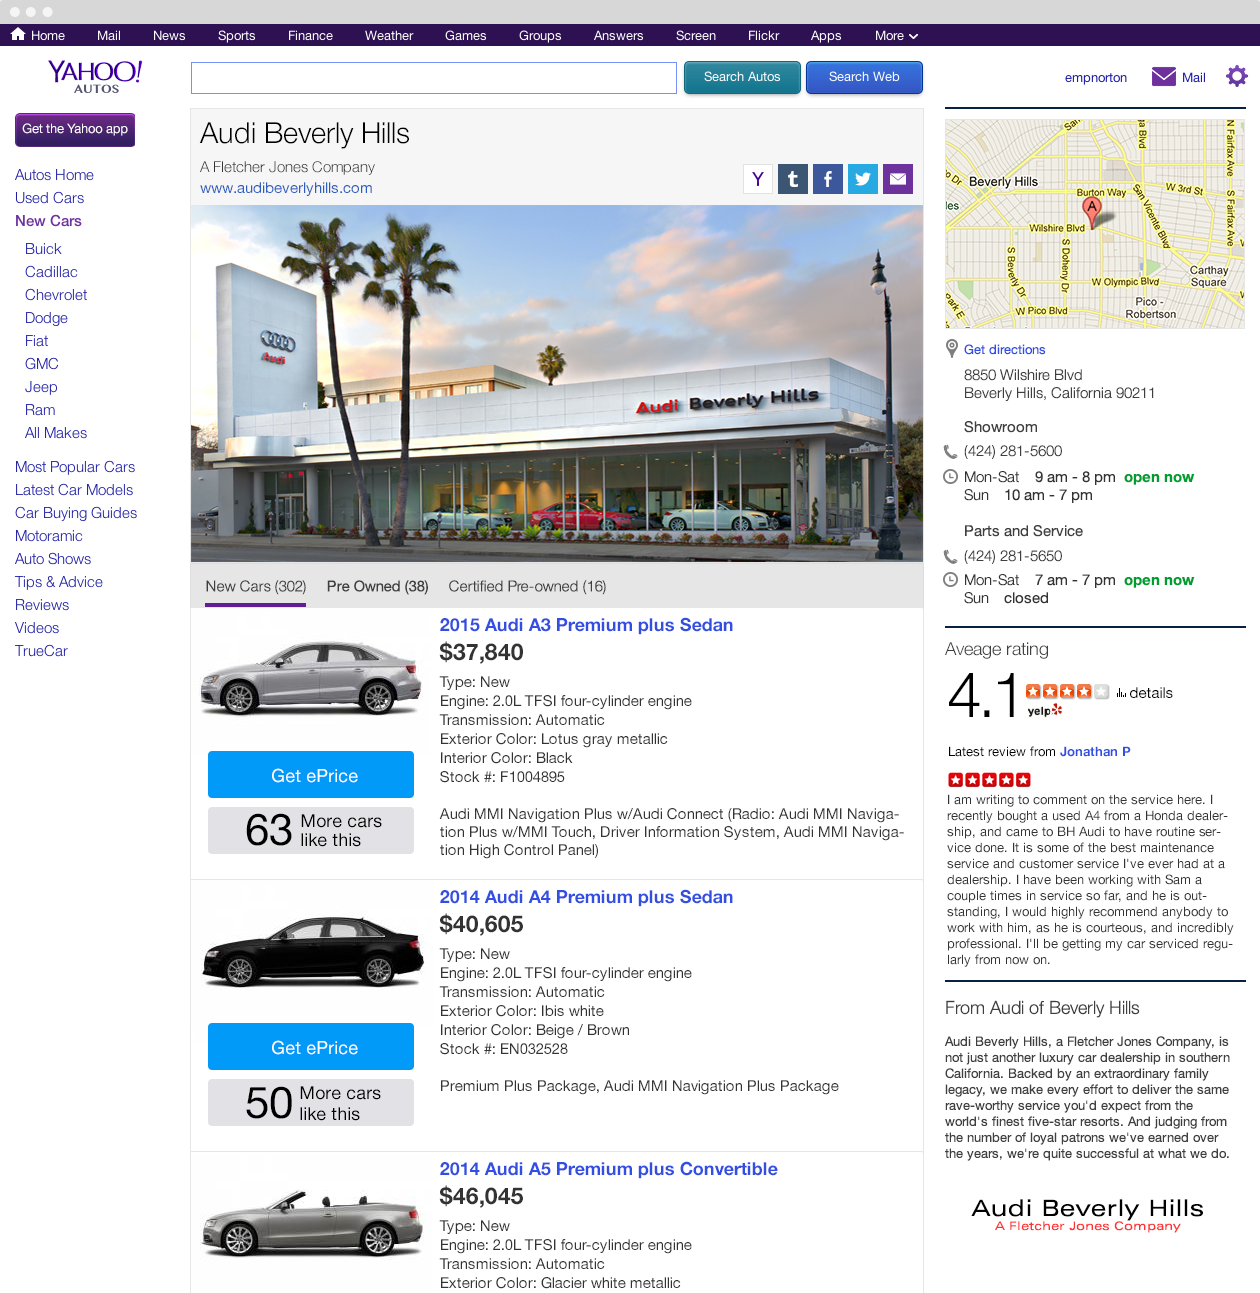 Home Mail News Sports Finance Weather Games Groups Answers Screen Flickr Apps More
YAHOO!
AUTOS
Search Autos
Search Web
empnorton
Mail
Get the Yahoo app
Autos Home
Used Cars
New Cars
Buick
Cadillac
Chevrolet
Dodge
Fiat
GMC
Jeep
Ram
All Makes
Most Popular Cars
Latest Car Models
Car Buying Guides
Motoramic
Auto Shows
Tips & Advice
Reviews
Videos
TrueCar
Audi Beverly Hills
A Fletcher Jones Company
www.audibeverlyhills.com
Y t f
Audi
Audi Beverly Hills
WILSHIRE
New Cars (302) Pre Owned (38) Certified Pre-owned (16)
2015 Audi A3 Premium plus Sedan
$37,840
Type: New
Engine: 2.0L TFSI four-cylinder engine
Transmission: Automatic
Exterior Color: Lotus gray metallic
Interior Color: Black
Stock #: F1004895
Get ePrice
63 More cars
like this
Audi MMI Navigation Plus w/Audi Connect (Radio: Audi MMI Naviga-
tion Plus w/MMI Touch, Driver Information System, Audi MMI Naviga-
tion High Control Panel)
2014 Audi A4 Premium plus Sedan
$40,605
Type: New
Engine: 2.0L TFSI four-cylinder engine
Transmission: Automatic
Exterior Color: Ibis white
Interior Color: Beige / Brown
Stock #: EN032528
Get ePrice
50 More cars
like this
Premium Plus Package, Audi MMI Navigation Plus Package
2014 Audi A5 Premium plus Convertible
$46,045
Type: New
Engine: 2.0L TFSI four-cylinder engine
Transmission: Automatic
Exterior Color: Glacier white metallic
San
la Blvd
N Fairfax Ave
Beverly Hills
Dr
W 3rd St
Burton Way
les
A
San Vicente Blvd
S Fairfax Ave
Wilshire Blvd
S Beverly Dr
S Doheny Dr
Carthay
Square
W Olympic Blvd
Park E
Pico -
Robertson
W Pico Blvd
Get directions
8850 Wilshire Blvd
Beverly Hills, California 90211
Showroom
(424) 281-5600
Mon-Sat 9 am - 8 pm open now
Sun 10 am - 7 pm
Parts and Service
(424) 281-5650
Mon-Sat 7 am - 7 pm open now
Sun closed
Aveage rating
4.1
details
yelp
Latest review from Jonathan P
I am writing to comment on the service here. I
recently bought a used A4 from a Honda dealer-
ship, and came to BH Audi to have routine ser-
vice done. It is some of the best maintenance
service and customer service I've ever had at a
dealership. I have been working with Sam a
couple times in service so far, and he is out-
standing, I would highly recommend anybody to
work with him, as he is courteous, and incredibly
professional. I'll be getting my car serviced regu-
larly from now on.
From Audi of Beverly Hills
Audi Beverly Hills, a Fletcher Jones Company, is
not just another luxury car dealership in southern
California. Backed by an extraordinary family
legacy, we make every effort to deliver the same
rave-worthy service you'd expect from the
world's finest five-star resorts. And judging from
the number of loyal patrons we've earned over
the years, we're quite successful at what we do.
Audi Beverly Hills
A Fletcher Jones Company